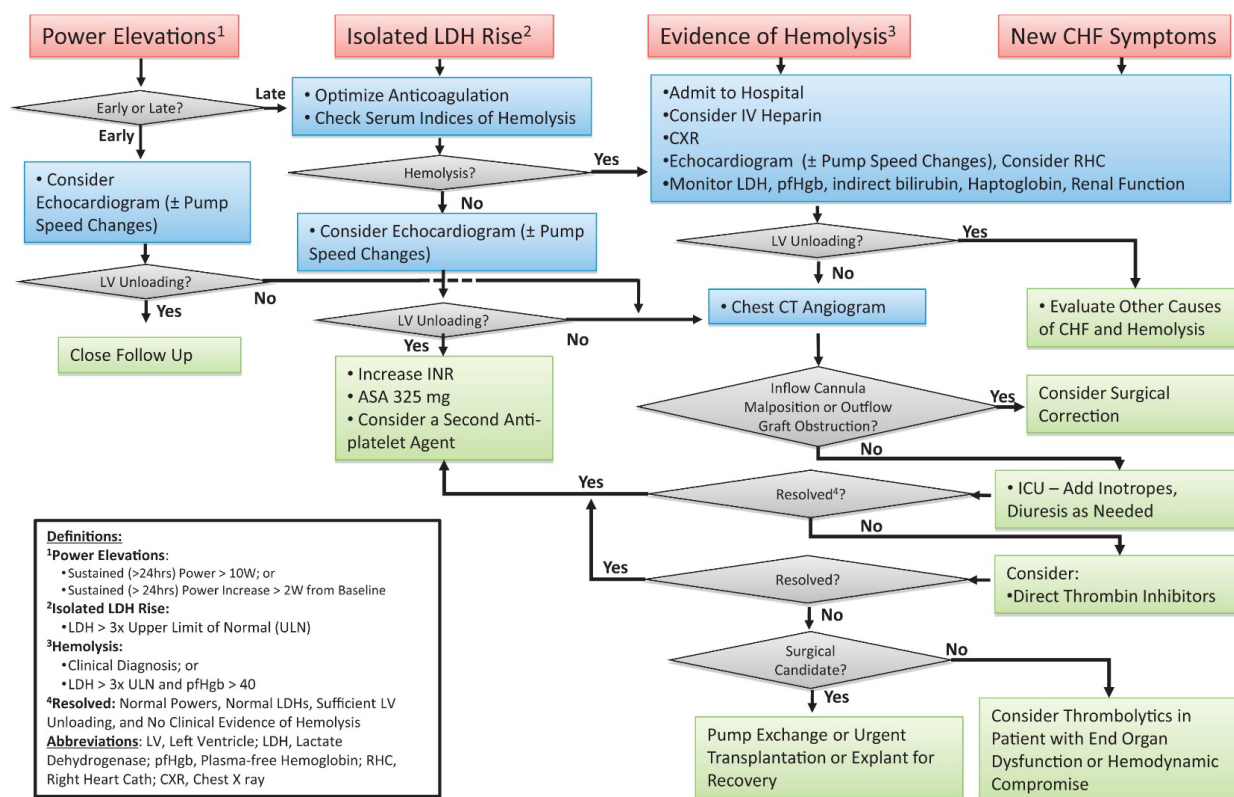 Power Elevations¹
Isolated LDH Rise²
Evidence of Hemolysis³
New CHF Symptoms
Early or Late?
Late
Early
• Optimize Anticoagulation
• Check Serum Indices of Hemolysis
•Admit to Hospital
•Consider IV Heparin
•CXR
•Echocardiogram (± Pump Speed Changes), Consider RHC
•Monitor LDH, pfHgb, indirect bilirubin, Haptoglobin, Renal Function
Hemolysis?
Yes
No
• Consider
Echocardiogram (± Pump
Speed Changes)
• Consider Echocardiogram (± Pump
Speed Changes)
LV Unloading?
Yes
No
LV Unloading?
No
Yes
• Chest CT Angiogram
• Evaluate Other Causes
of CHF and Hemolysis
LV Unloading?
Yes
No
Close Follow Up
• Increase INR
• ASA 325 mg
• Consider a Second Anti-
platelet Agent
Inflow Cannula
Malposition or Outflow
Graft Obstruction?
Yes
No
Consider Surgical
Correction
Resolved⁴?
Yes
No
• ICU – Add Inotropes,
Diuresis as Needed
Resolved?
Yes
No
Consider:
•Direct Thrombin Inhibitors
Surgical
Candidate?
No
Yes
Pump Exchange or Urgent
Transplantation or Explant for
Recovery
Consider Thrombolytics in
Patient with End Organ
Dysfunction or Hemodynamic
Compromise
Definitions:
¹Power Elevations:
•Sustained (>24hrs) Power > 10W; or
•Sustained (> 24hrs) Power Increase > 2W from Baseline
²Isolated LDH Rise:
•LDH > 3x Upper Limit of Normal (ULN)
³Hemolysis:
•Clinical Diagnosis; or
•LDH > 3x ULN and pfHgb > 40
⁴Resolved: Normal Powers, Normal LDHs, Sufficient LV
Unloading, and No Clinical Evidence of Hemolysis
Abbreviations: LV, Left Ventricle; LDH, Lactate
Dehydrogenase; pfHgb, Plasma-free Hemoglobin; RHC,
Right Heart Cath; CXR, Chest X ray